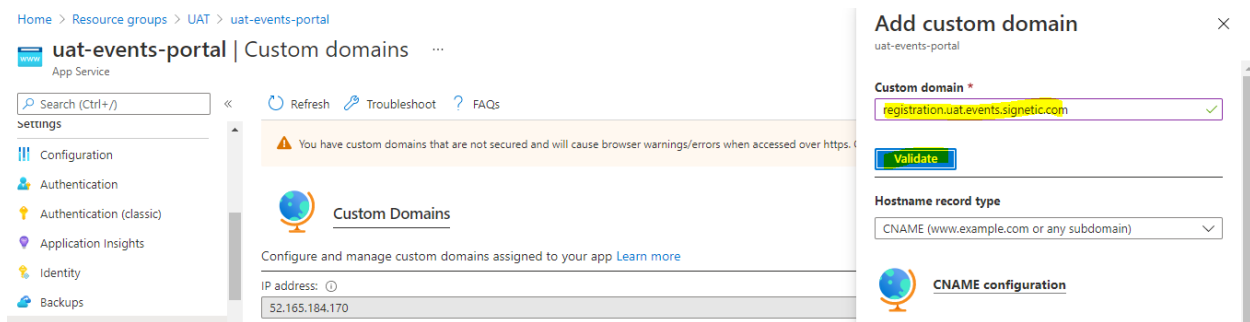 Home > Resource groups > UAT > uat-events-portal
uat-events-portal | Custom domains ...
App Service
Search (Ctrl+/)
«
Settings
Configuration
Authentication
Authentication (classic)
Application Insights
Identity
Backups
Refresh Troubleshoot ? FAQs
You have custom domains that are not secured and will cause browser warnings/errors when accessed over https.
Custom Domains
Configure and manage custom domains assigned to your app Learn more
IP address:
52.165.184.170
Add custom domain
uat-events-portal
Custom domain *
registration.uat.events.signetic.com
Validate
Hostname record type
CNAME (www.example.com or any subdomain)
CNAME configuration